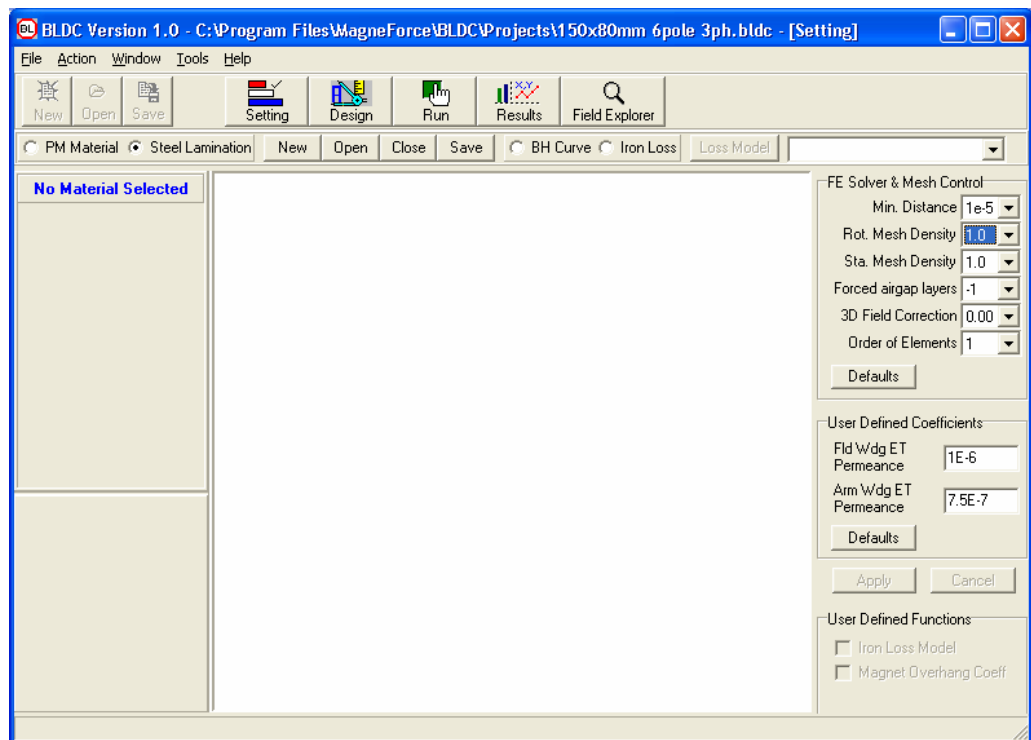 BL BLDC Version 1.0 - C:\Program Files\MagneForce\BLDC\Projects\150x80mm 6pole 3ph.bldc - [Setting]
File Action Window Tools Help
New Open Save Setting Design Run Results Field Explorer
PM Material Steel Lamination New Open Close Save BH Curve Iron Loss Loss Model
No Material Selected
FE Solver & Mesh Control
Min. Distance 1e-5
Rot. Mesh Density 1.0
Sta. Mesh Density 1.0
Forced airgap layers -1
3D Field Correction 0.00
Order of Elements 1
Defaults
User Defined Coefficients
Fld Wdg ET
Permeance 1E-6
Arm Wdg ET
Permeance 7.5E-7
Defaults
Apply Cancel
User Defined Functions
Iron Loss Model
Magnet Overhang Coeff